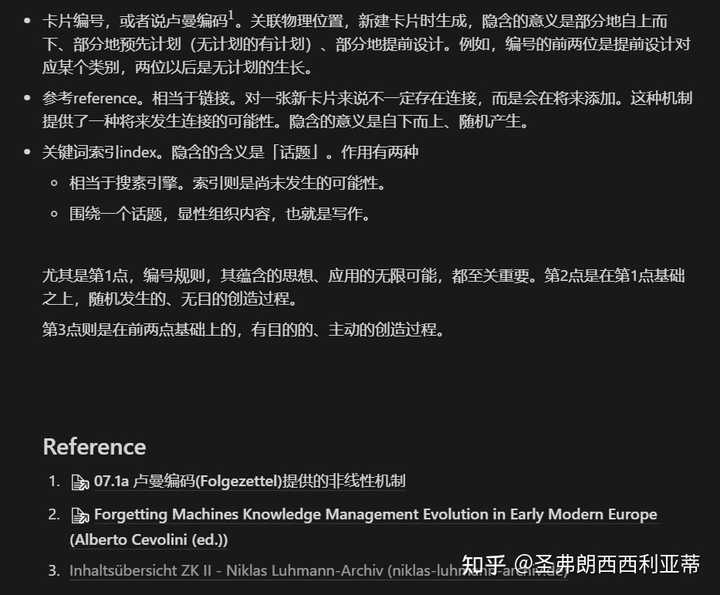 卡片编号，或者说卢曼编码1。关联物理位置，新建卡片时生成，隐含的意义是部分地自上而
下、部分地预先计划（无计划的有计划）、部分地提前设计。例如，编号的前两位是提前设计对
应某个类别，两位以后是无计划的生长。
参考reference。相当于链接。对一张新卡片来说不一定存在连接，而是会在将来添加。这种机制
提供了一种将来发生连接的可能性。隐含的意义是自下而上、随机产生。
关键词索引index。隐含的含义是「话题」。作用有两种
相当于搜素引擎。索引则是尚未发生的可能性。
围绕一个话题，显性组织内容，也就是写作。
尤其是第1点，编号规则，其蕴含的思想、应用的无限可能，都至关重要。第2点是在第1点基础
之上，随机发生的、无目的创造过程。
第3点则是在前两点基础上的，有目的的、主动的创造过程。
Reference
1. 07.1a 卢曼编码(Folgezettel)提供的非线性机制
2. Forgetting Machines Knowledge Management Evolution in Early Modern Europe
(Alberto Cevolini (ed.))
3. Inhaltsübersicht ZK II - Niklas Luhmann-Archiv (niklas-luhmann-archiv.de)
知乎 @圣弗朗西西利亚蒂